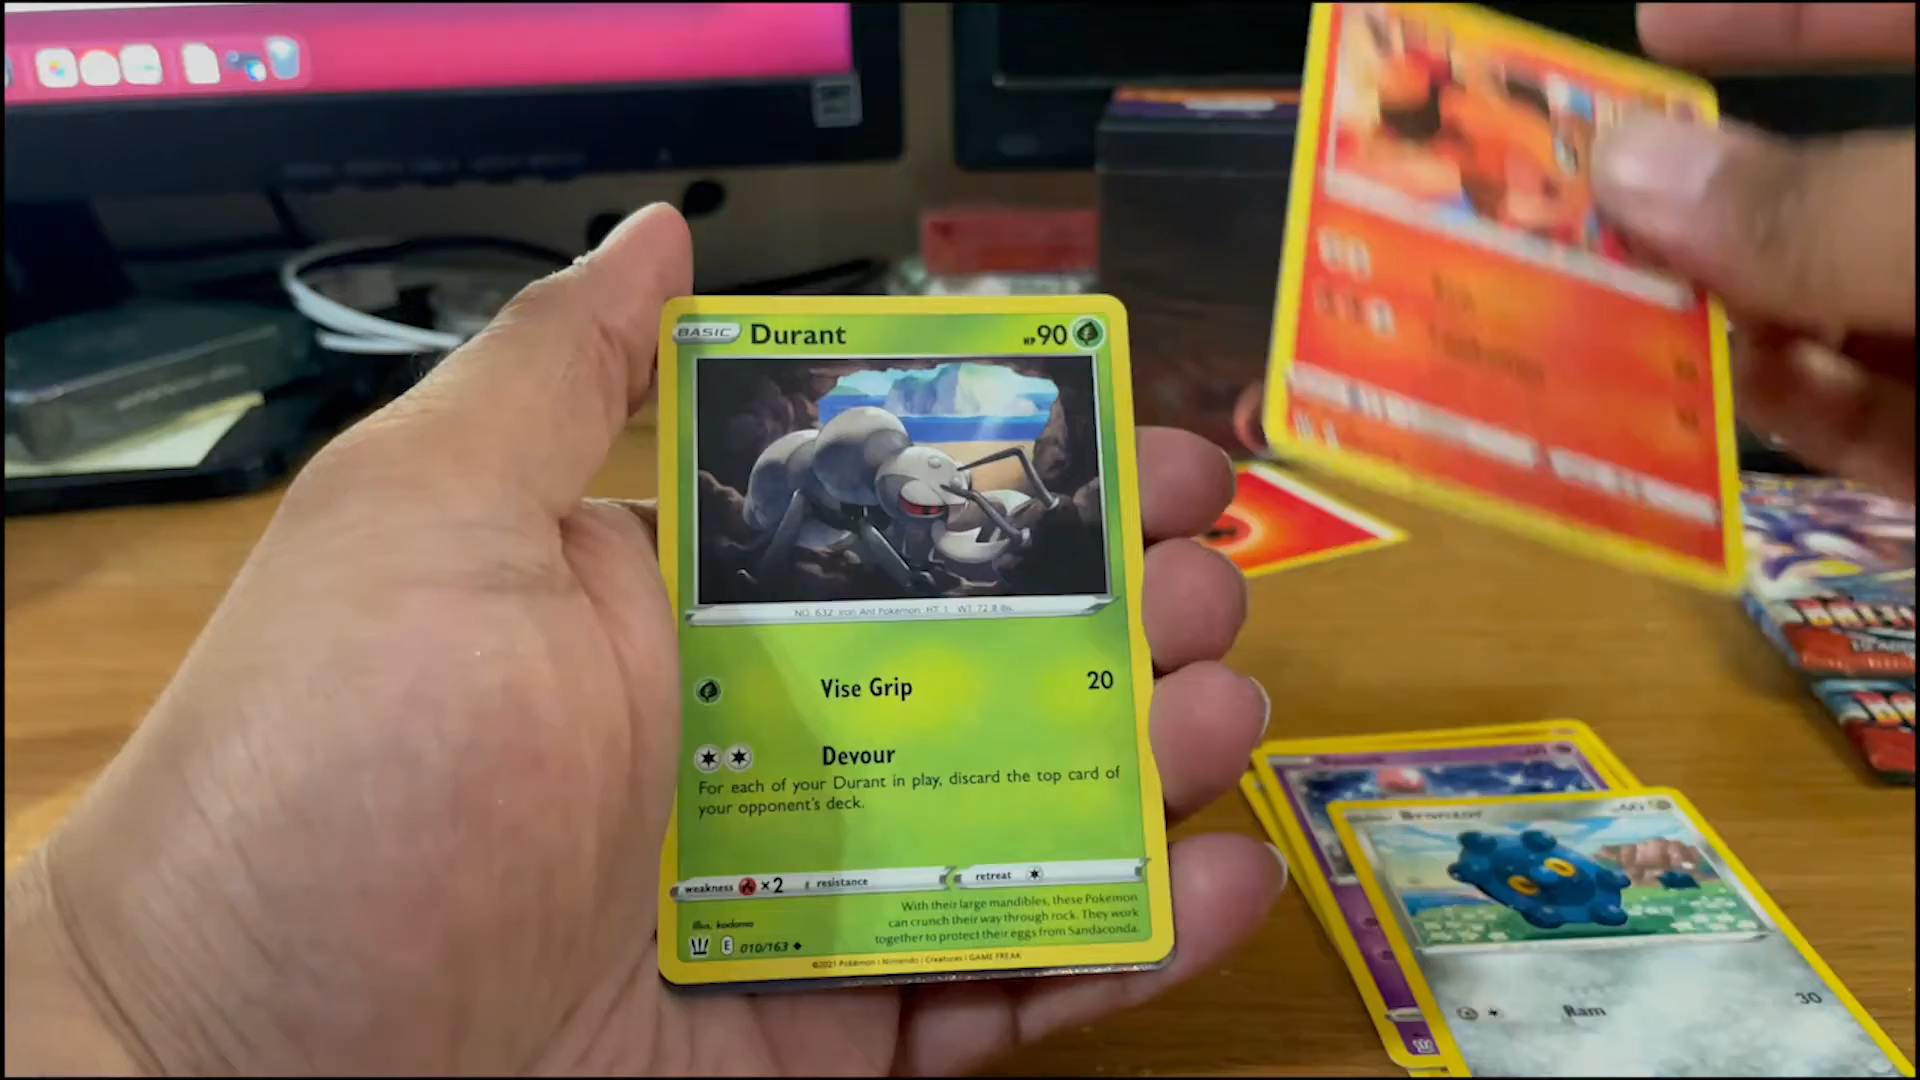 BASIC Durant HP 90
NO. 632 Iron Ant Pokémon HT: 1 WT: 72.8 lbs.
Vise Grip 20
Devour
For each of your Durant in play, discard the top card of
your opponent's deck.
weakness ×2 resistance retreat
With their large mandibles, these Pokémon
can crunch their way through rock. They work
together to protect their eggs from Sandaconda.
illus. kodama
E 010/163
©2021 Pokémon / Nintendo / Creatures / GAME FREAK
Bronzor
Ram 30